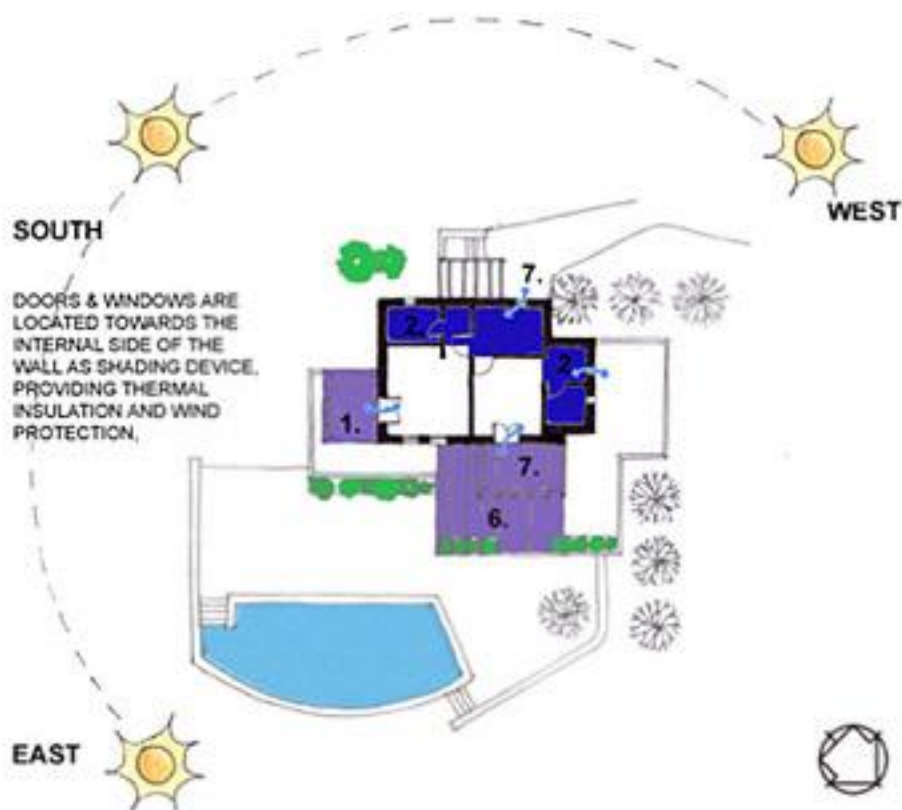 SOUTH
WEST
DOORS & WINDOWS ARE
LOCATED TOWARDS THE
INTERNAL SIDE OF THE
WALL AS SHADING DEVICE,
PROVIDING THERMAL
INSULATION AND WIND
PROTECTION,
7.
2.
2.
1.
7.
6.
EAST